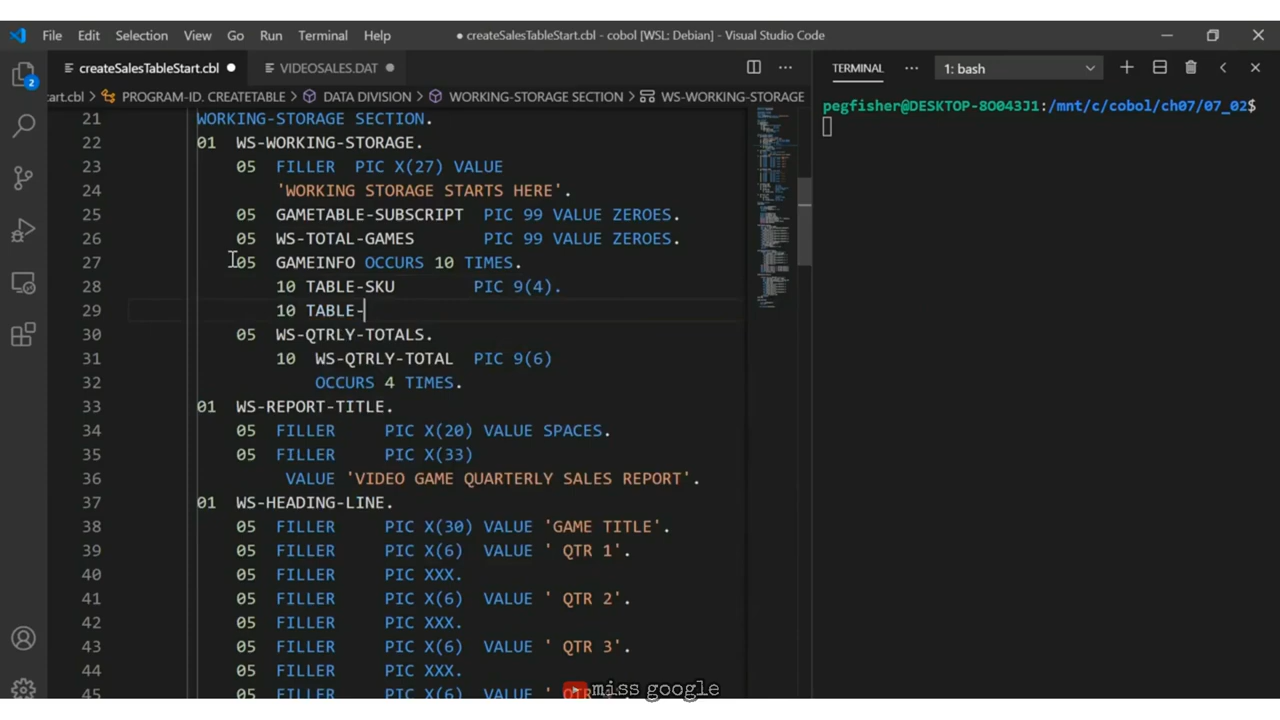 File Edit Selection View Go Run Terminal Help ● createSalesTableStart.cbl - cobol [WSL: Debian] - Visual Studio Code
createSalesTableStart.cbl ● VIDEOSALES.DAT ●
TERMINAL ··· 1: bash
art.cbl > PROGRAM-ID. CREATETABLE > DATA DIVISION > WORKING-STORAGE SECTION > WS-WORKING-STORAGE
2
pegfisher@DESKTOP-8O043J1:/mnt/c/cobol/ch07/07_02$
21 WORKING-STORAGE SECTION.
22 01 WS-WORKING-STORAGE.
23 05 FILLER PIC X(27) VALUE
24 'WORKING STORAGE STARTS HERE'.
25 05 GAMETABLE-SUBSCRIPT PIC 99 VALUE ZEROES.
26 05 WS-TOTAL-GAMES PIC 99 VALUE ZEROES.
27 05 GAMEINFO OCCURS 10 TIMES.
28 10 TABLE-SKU PIC 9(4).
29 10 TABLE-
30 05 WS-QTRLY-TOTALS.
31 10 WS-QTRLY-TOTAL PIC 9(6)
32 OCCURS 4 TIMES.
33 01 WS-REPORT-TITLE.
34 05 FILLER PIC X(20) VALUE SPACES.
35 05 FILLER PIC X(33)
36 VALUE 'VIDEO GAME QUARTERLY SALES REPORT'.
37 01 WS-HEADING-LINE.
38 05 FILLER PIC X(30) VALUE 'GAME TITLE'.
39 05 FILLER PIC X(6) VALUE ' QTR 1'.
40 05 FILLER PIC XXX.
41 05 FILLER PIC X(6) VALUE ' QTR 2'.
42 05 FILLER PIC XXX.
43 05 FILLER PIC X(6) VALUE ' QTR 3'.
44 05 FILLER PIC XXX.
45 05 FILLER PIC X(6) VALUE '
miss google